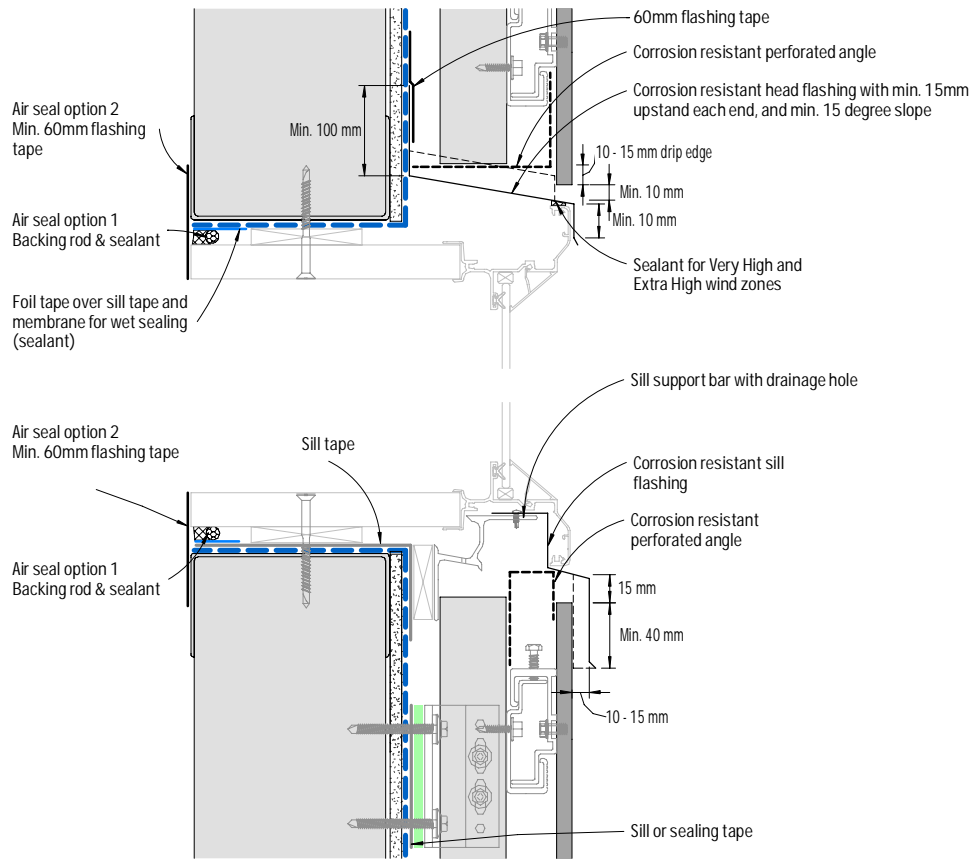 60mm flashing tape
Corrosion resistant perforated angle
Corrosion resistant head flashing with min. 15mm
upstand each end, and min. 15 degree slope
Air seal option 2
Min. 60mm flashing
tape
Min. 100 mm
10 - 15 mm drip edge
Min. 10 mm
Min. 10 mm
Air seal option 1
Backing rod & sealant
Sealant for Very High and
Extra High wind zones
Foil tape over sill tape and
membrane for wet sealing
(sealant)
Sill support bar with drainage hole
Air seal option 2
Min. 60mm flashing tape
Sill tape
Corrosion resistant sill
flashing
Corrosion resistant
perforated angle
Air seal option 1
Backing rod & sealant
15 mm
Min. 40 mm
10 - 15 mm
Sill or sealing tape